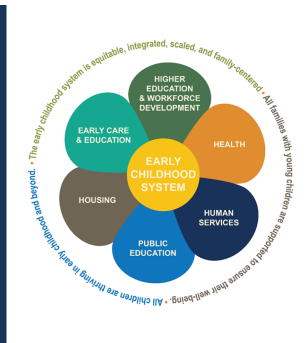 • The early childhood system is equitable, integrated, scaled, and family-centered
• All families with young children are supported to ensure their well-being.
• All children are thriving in early childhood and beyond.
HIGHER
EDUCATION
& WORKFORCE
DEVELOPMENT
EARLY CARE
& EDUCATION
HEALTH
EARLY
CHILDHOOD
SYSTEM
HOUSING
HUMAN
SERVICES
PUBLIC
EDUCATION